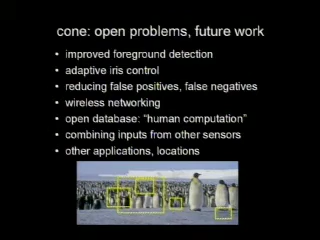 cone: open problems, future work
• improved foreground detection
• adaptive iris control
• reducing false positives, false negatives
• wireless networking
• open database: "human computation"
• combining inputs from other sensors
• other applications, locations